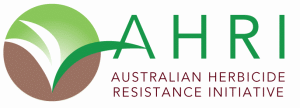 AHRI
AUSTRALIAN HERBICIDE
RESISTANCE INITIATIVE